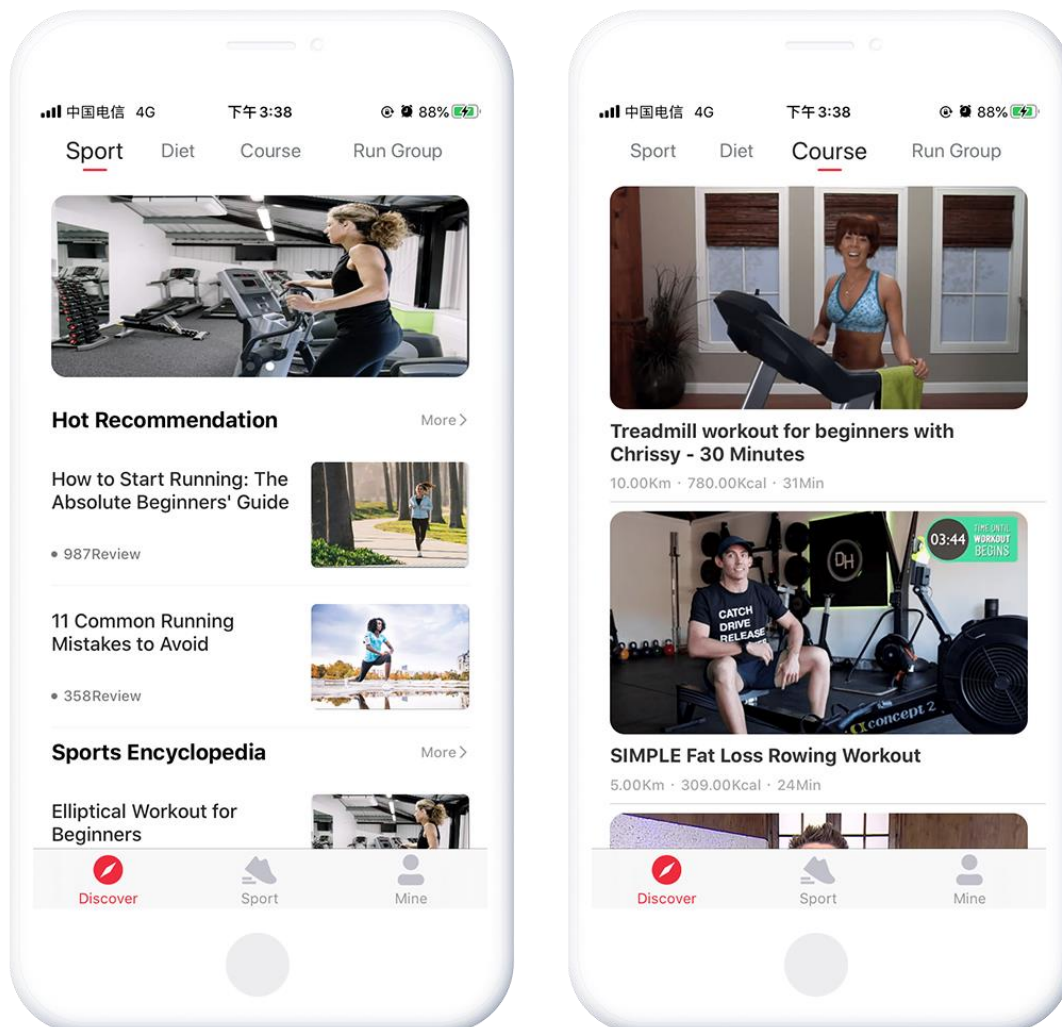 中国电信 4G 下午3:38 88%
Sport Diet Course Run Group
Hot Recommendation More >
How to Start Running: The
Absolute Beginners' Guide
• 987Review
11 Common Running
Mistakes to Avoid
• 358Review
Sports Encyclopedia More >
Elliptical Workout for
Beginners
Discover Sport Mine
中国电信 4G 下午3:38 88%
Sport Diet Course Run Group
Treadmill workout for beginners with
Chrissy - 30 Minutes
10.00Km · 780.00Kcal · 31Min
03:44
TIME UNTIL
WORKOUT
BEGINS
DH
CATCH
DRIVE
RELEASE
concept 2
SIMPLE Fat Loss Rowing Workout
5.00Km · 309.00Kcal · 24Min
Discover Sport Mine